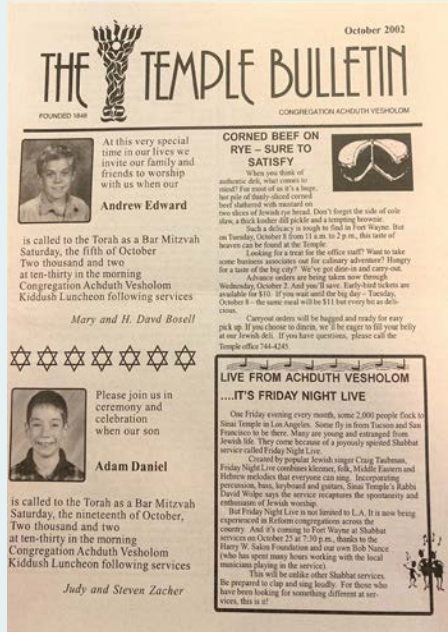 October 2002
THE TEMPLE BULLETIN
FOUNDED 1848
CONGREGATION ACHDUTH VESHOLOM
At this very special
time in our lives we
invite our family and
friends to worship
with us when our
Andrew Edward
is called to the Torah as a Bar Mitzvah
Saturday, the fifth of October
Two thousand and two
at ten-thirty in the morning
Congregation Achduth Vesholom
Kiddush Luncheon following services
Mary and H. Davd Bosell
Please join us in
ceremony and
celebration
when our son
Adam Daniel
is called to the Torah as a Bar Mitzvah
Saturday, the nineteenth of October,
Two thousand and two
at ten-thirty in the morning
Congregation Achduth Vesholom
Kiddush Luncheon following services
Judy and Steven Zacher
CORNED BEEF ON
RYE – SURE TO
SATISFY
When you think of
authentic deli, what comes to
mind? For most of us it's a huge,
hot pile of thinly-sliced corned
beef slathered with mustard on
two slices of Jewish rye bread. Don't forget the side of cole
slaw, a thick kosher dill pickle and a tempting brownie.
Such a delicacy is tough to find in Fort Wayne. But
on Tuesday, October 8 from 11 a.m. to 2 p.m., this taste of
heaven can be found at the Temple.
Looking for a treat for the office staff? Want to take
some business associates out for culinary adventure? Hungry
for a taste of the big city? We've got dine-in and carry-out.
Advance orders are being taken now through
Wednesday, October 2. And you'll save. Early-bird tickets are
available for $10. If you wait until the big day – Tuesday,
October 8 – the same meal will be $11 but every bit as deli-
cious.
Carryout orders will be bagged and ready for easy
pick up. If you choose to dinein, we'll be eager to fill your belly
at our Jewish deli. If you have questions, please call the
Temple office 744-4245.
LIVE FROM ACHDUTH VESHOLOM
....IT'S FRIDAY NIGHT LIVE
One Friday evening every month, some 2,000 people flock to
Sinai Temple in Los Angeles. Some fly in from Tucson and San
Francisco to be there. Many are young and estranged from
Jewish life. They come because of a joyously spirited Shabbat
service called Friday Night Live.
Created by popular Jewish singer Craig Taubman,
Friday Night Live combines klezmer, folk, Middle Eastern and
Hebrew melodies that everyone can sing. Incorporating
percussion, bass, keyboard and guitars, Sinai Temple's Rabbi
David Wolpe says the service recaptures the spontaneity and
enthusiasm of Jewish worship.
But Friday Night Live is not limited to L.A. It is now being
experienced in Reform congregations across the
country. And it's coming to Fort Wayne at Shabbat
services on October 25 at 7:30 p.m., thanks to the
Harry W. Salon Foundation and our own Bob Nance
(who has spent many hours working with the local
musicians playing in the service).
This will be unlike other Shabbat services.
Be prepared to clap and sing loudly. For those who
have been looking for something different at ser-
vices, this is it!